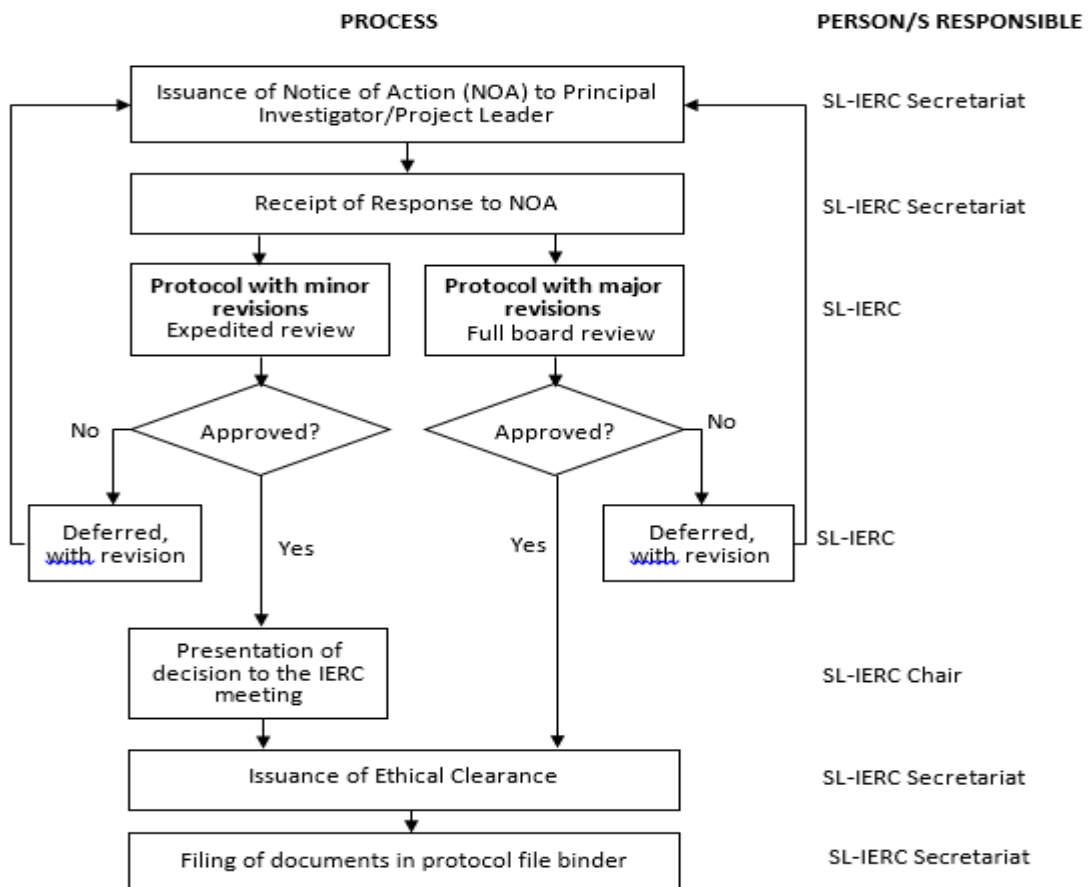 PROCESS
PERSON/S RESPONSIBLE
Issuance of Notice of Action (NOA) to Principal
Investigator/Project Leader
SL-IERC Secretariat
Receipt of Response to NOA
SL-IERC Secretariat
Protocol with minor
revisions
Expedited review
Protocol with major
revisions
Full board review
SL-IERC
No
Approved?
Approved?
No
Deferred,
with revision
Yes
Yes
Deferred,
with revision
SL-IERC
Presentation of
decision to the IERC
meeting
SL-IERC Chair
Issuance of Ethical Clearance
SL-IERC Secretariat
Filing of documents in protocol file binder
SL-IERC Secretariat